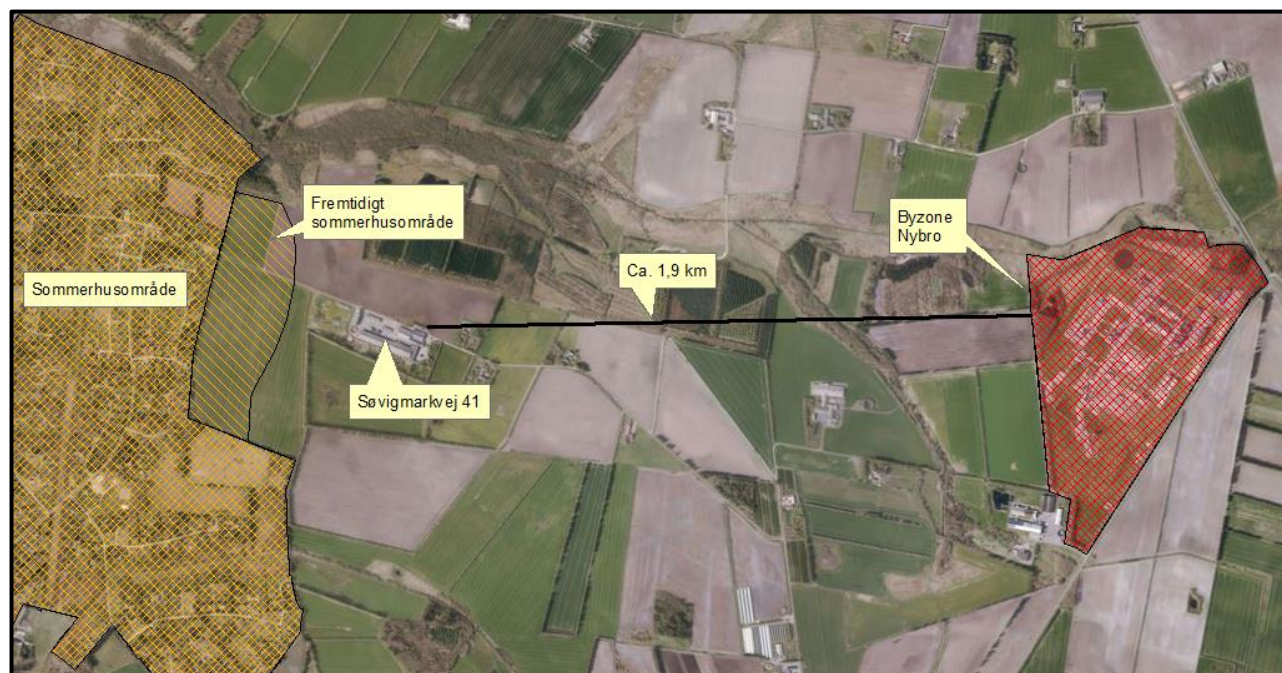 Fremtidigt
sommerhusområde
Byzone
Nybro
Ca. 1,9 km
Sommerhusområde
Søvigmarkvej 41